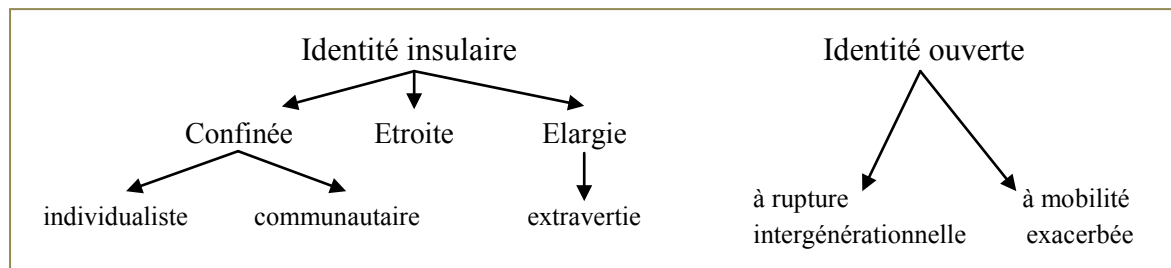 Identité insulaire Identité ouverte
Confinée Etroite Elargie
individualiste communautaire extravertie
à rupture à mobilité
intergénérationnelle exacerbée